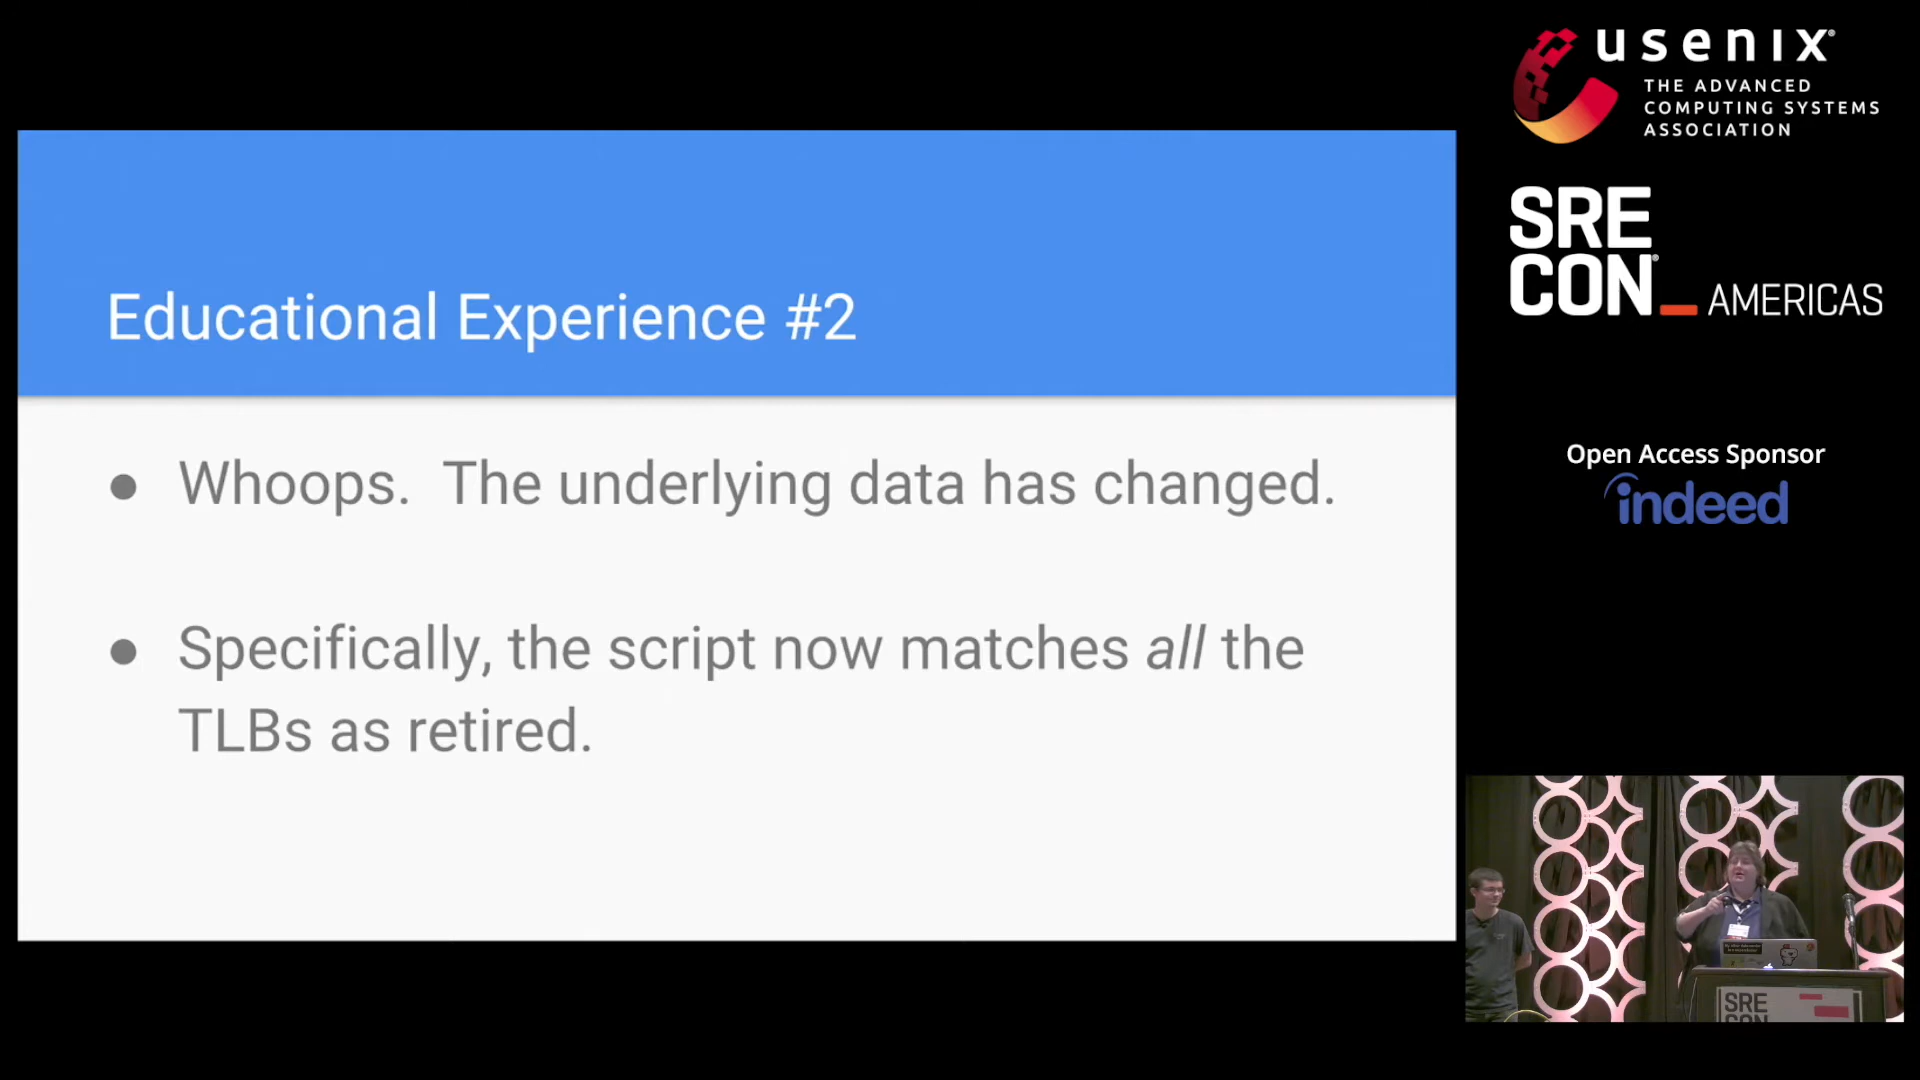 usenix
THE ADVANCED
COMPUTING SYSTEMS
ASSOCIATION
SRE
CON_AMERICAS
Educational Experience #2
Whoops. The underlying data has changed.
Specifically, the script now matches all the
TLBs as retired.
Open Access Sponsor
indeed
SRE
CON